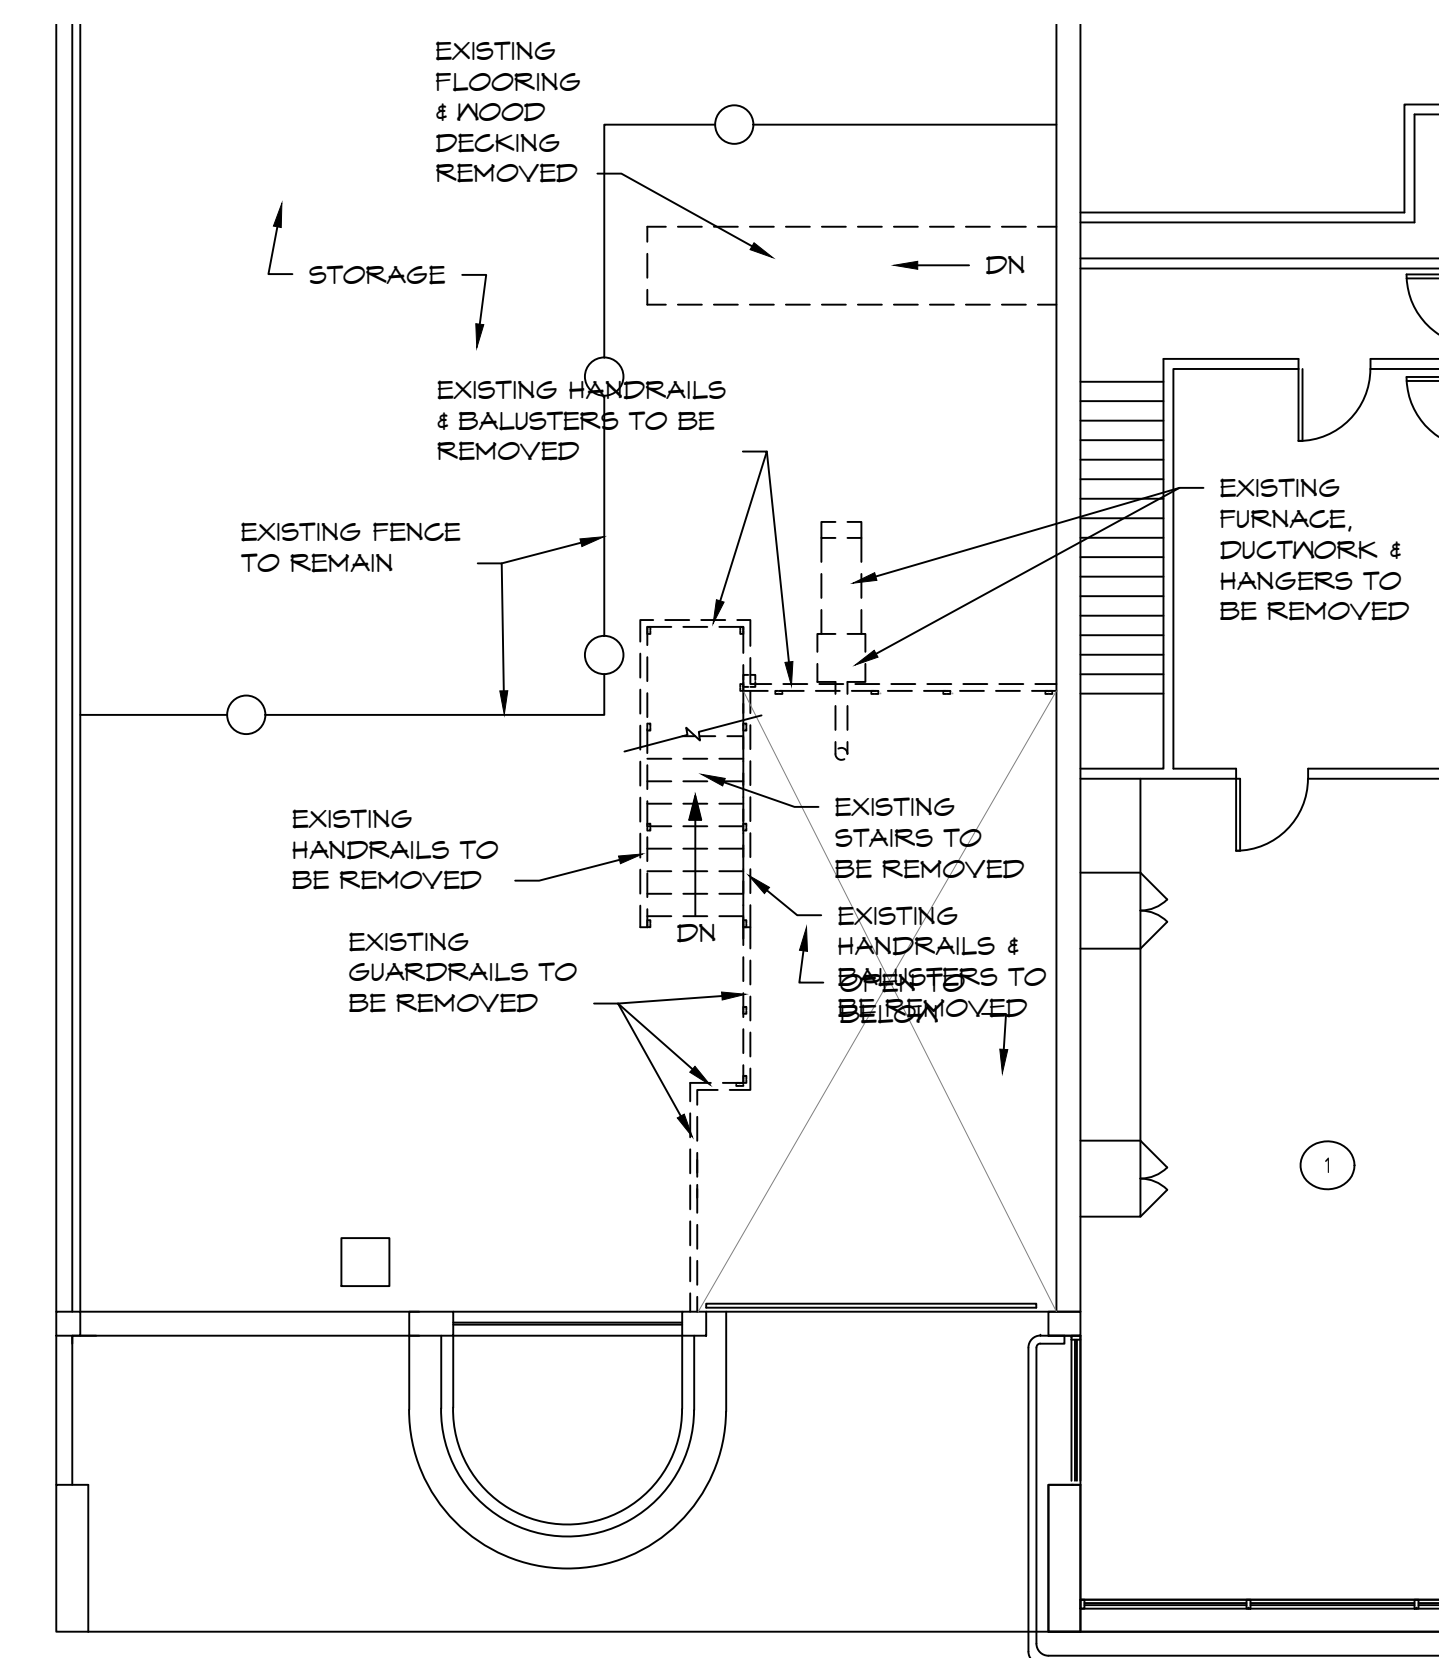 EXISTING
FLOORING
& WOOD
DECKING
REMOVED
DN
STORAGE
EXISTING HANDRAILS
& BALUSTERS TO BE
REMOVED
EXISTING FENCE
TO REMAIN
EXISTING
FURNACE,
DUCTWORK &
HANGERS TO
BE REMOVED
EXISTING
HANDRAILS TO
BE REMOVED
EXISTING
STAIRS TO
BE REMOVED
DN
EXISTING
GUARDRAILS TO
BE REMOVED
EXISTING
HANDRAILS &
BALUSTERS TO
BE REMOVED
OPEN TO
BELOW
1